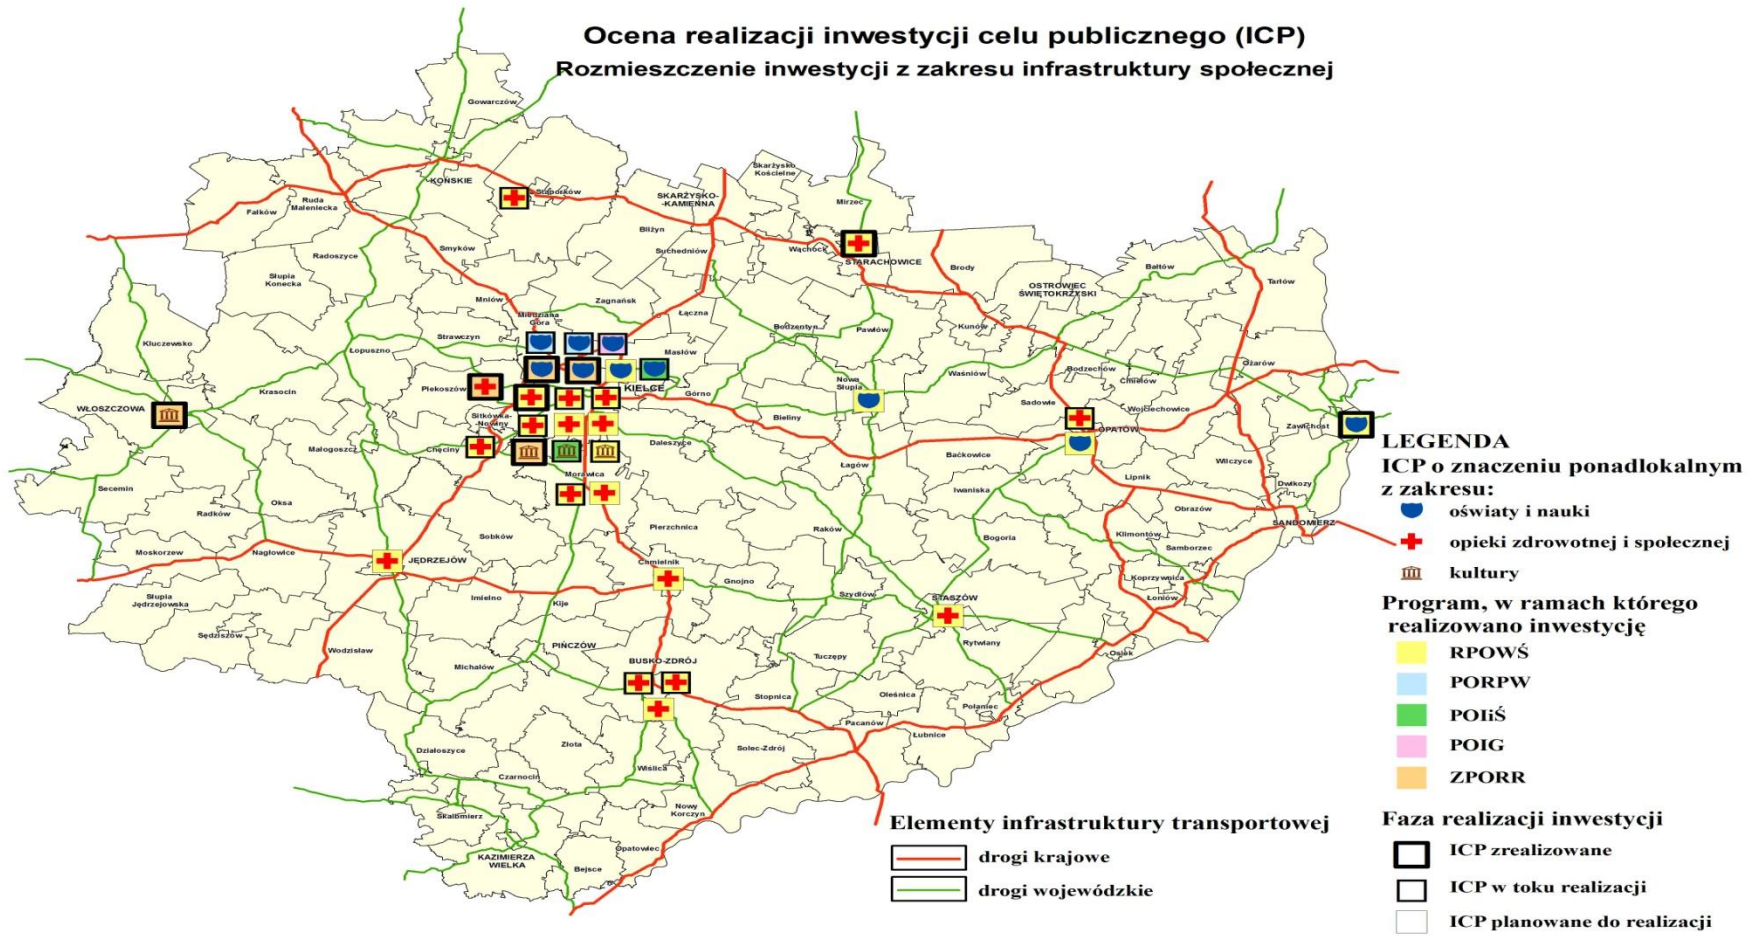 Ocena realizacji inwestycji celu publicznego (ICP)
Rozmieszczenie inwestycji z zakresu infrastruktury społecznej
Gowarczów
KOŃSKIE
Stąporków
Ruda
Maleniecka
Fałków
SKARŻYSKO-
-KAMIENNA
Skarżysko
Kościelne
Mirzec
Bliżyn
Suchedniów
Wąchock
STARACHOWICE
Brody
Smyków
Radoszyce
Słupia
Konecka
Bałtów
Tarłów
OSTROWIEC
ŚWIĘTOKRZYSKI
Mniów
Zagnańsk
Miedziana
Góra
Łączna
Bodzentyn
Pawłów
Kunów
Kluczewsko
Łopuszno
Strawczyn
Masłów
Ożarów
Krasocin
Piekoszów
KIELCE
Górno
Nowa
Słupia
Waśniów
Bodzechów
Ćmielów
WŁOSZCZOWA
Sitkówka-
-Nowiny
Bieliny
Sadowie
Wojciechowice
OPATÓW
Zawichost
Małogoszcz
Chęciny
Daleszyce
Łagów
Baćkowice
Wilczyce
Secemin
Oksa
Morawica
Iwaniska
Lipnik
Dwikozy
Radków
Pierzchnica
Raków
Obrazów
SANDOMIERZ
Moskorzew
Nagłowice
JĘDRZEJÓW
Sobków
Chmielnik
Bogoria
Klimontów
Samborzec
Koprzywnica
Łoniów
Gnojno
Szydłów
STASZÓW
Słupia
Jędrzejowska
Imielno
Kije
Sędziszów
Wodzisław
PIŃCZÓW
Michałów
BUSKO-ZDRÓJ
Tuczępy
Rytwiany
Osiek
Stopnica
Oleśnica
Połaniec
Pacanów
Łubnice
Działoszyce
Złota
Solec-Zdrój
Czarnocin
Wiślica
Nowy
Korczyn
Skalbmierz
KAZIMIERZA
WIELKA
Opatowiec
Bejsce
LEGENDA
ICP o znaczeniu ponadlokalnym
z zakresu:
oświaty i nauki
opieki zdrowotnej i społecznej
kultury
Program, w ramach którego
realizowano inwestycję
RPOWŚ
PORPW
POIiŚ
POIG
ZPORR
Faza realizacji inwestycji
ICP zrealizowane
ICP w toku realizacji
ICP planowane do realizacji
Elementy infrastruktury transportowej
drogi krajowe
drogi wojewódzkie